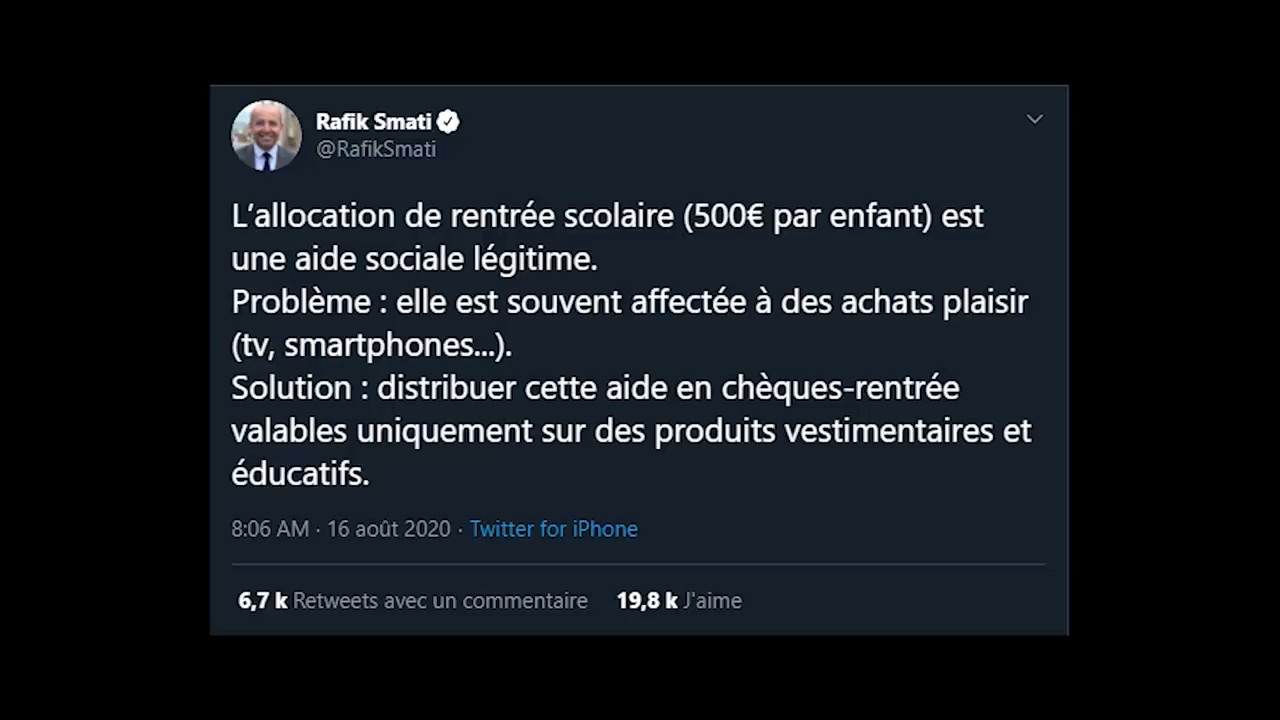 Rafik Smati
@RafikSmati
L’allocation de rentrée scolaire (500€ par enfant) est
une aide sociale légitime.
Problème : elle est souvent affectée à des achats plaisir
(tv, smartphones...).
Solution : distribuer cette aide en chèques-rentrée
valables uniquement sur des produits vestimentaires et
éducatifs.
8:06 AM · 16 août 2020 · Twitter for iPhone
6,7 k Retweets avec un commentaire 19,8 k J'aime